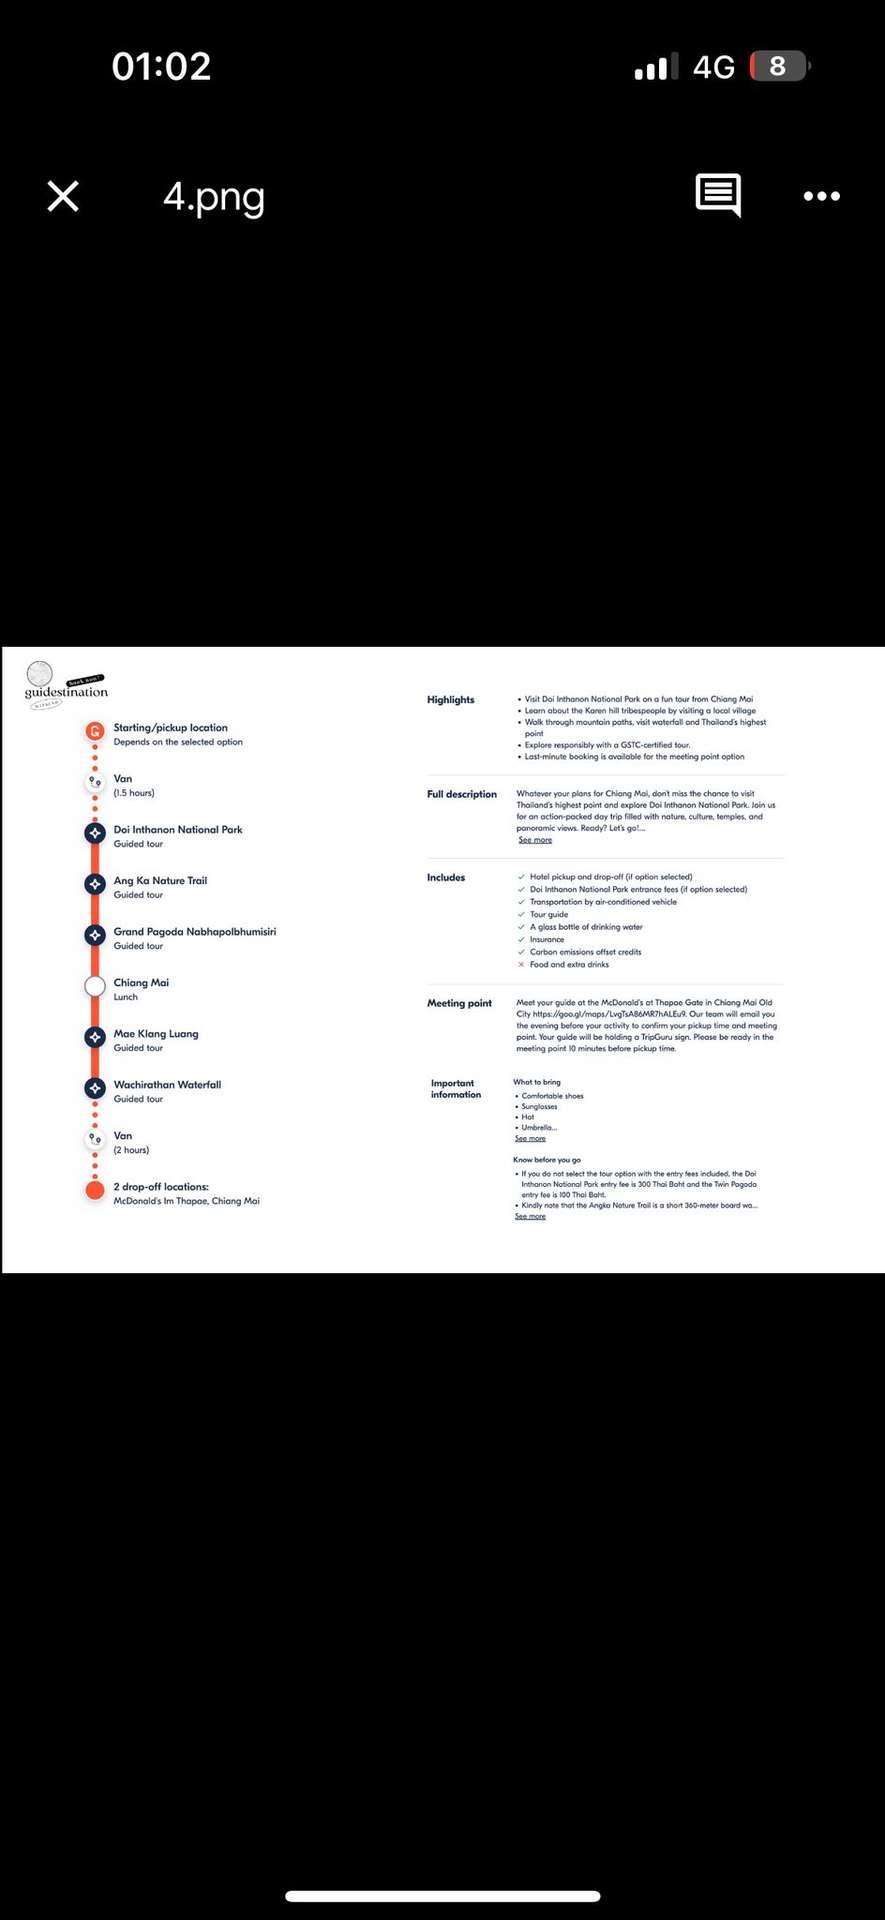 01:02
4G
8
4.png
book now!
guidestination
G
Starting/pickup location
Depends on the selected option
Van
(1.5 hours)
Doi Inthanon National Park
Guided tour
Ang Ka Nature Trail
Guided tour
Grand Pagoda Nabhapolbhumisiri
Guided tour
Chiang Mai
Lunch
Mae Klang Luang
Guided tour
Wachirathan Waterfall
Guided tour
Van
(2 hours)
2 drop-off locations:
McDonald's Im Thapae, Chiang Mai
Highlights
• Visit Doi Inthanon National Park on a fun tour from Chiang Mai
• Learn about the Karen hill tribespeople by visiting a local village
• Walk through mountain paths, visit waterfall and Thailand's highest
point
• Explore responsibly with a GSTC-certified tour.
• Last-minute booking is available for the meeting point option
Full description
Whatever your plans for Chiang Mai, don't miss the chance to visit
Thailand's highest point and explore Doi Inthanon National Park. Join us
for an action-packed day trip filled with nature, culture, temples, and
panoramic views. Ready? Let's go!...
See more
Includes
✓ Hotel pickup and drop-off (if option selected)
✓ Doi Inthanon National Park entrance fees (if option selected)
✓ Transportation by air-conditioned vehicle
✓ Tour guide
✓ A glass bottle of drinking water
✓ Insurance
✓ Carbon emissions offset credits
× Food and extra drinks
Meeting point
Meet your guide at the McDonald's at Thapae Gate in Chiang Mai Old
City https://goo.gl/maps/LvgTsA86MR7hALEu9. Our team will email you
the evening before your activity to confirm your pickup time and meeting
point. Your guide will be holding a TripGuru sign. Please be ready in the
meeting point 10 minutes before pickup time.
Important
information
What to bring
• Comfortable shoes
• Sunglasses
• Hat
• Umbrella...
See more
Know before you go
• If you do not select the tour option with the entry fees included, the Doi
Inthanon National Park entry fee is 300 Thai Baht and the Twin Pagoda
entry fee is 100 Thai Baht.
• Kindly note that the Angka Nature Trail is a short 360-meter board wa...
See more